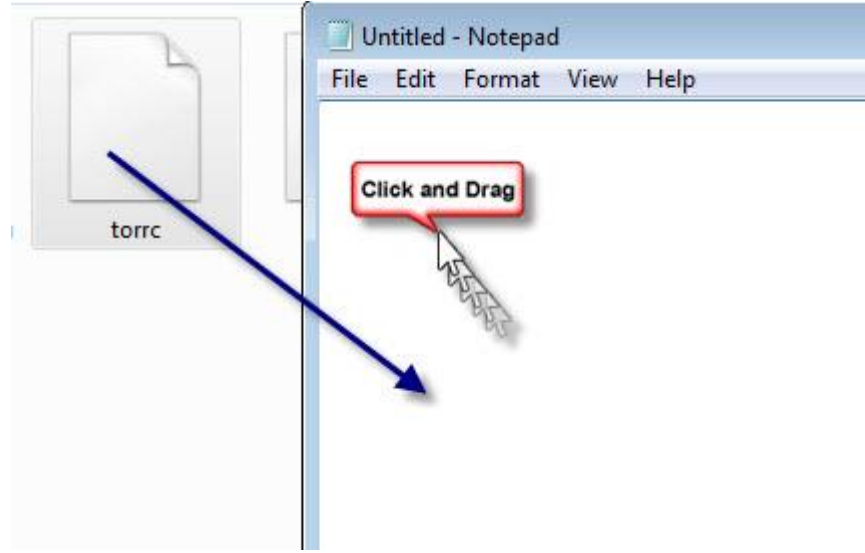 Untitled - Notepad
File Edit Format View Help
Click and Drag
torrc